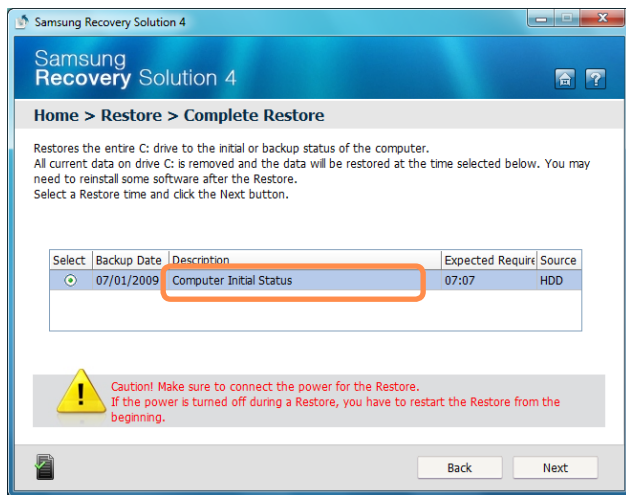 Samsung Recovery Solution 4
Samsung
Recovery Solution 4
Home > Restore > Complete Restore
Restores the entire C: drive to the initial or backup status of the computer.
All current data on drive C: is removed and the data will be restored at the time selected below. You may
need to reinstall some software after the Restore.
Select a Restore time and click the Next button.
Select Backup Date Description Expected Require Source
07/01/2009 Computer Initial Status 07:07 HDD
Caution! Make sure to connect the power for the Restore.
If the power is turned off during a Restore, you have to restart the Restore from the
beginning.
Back Next